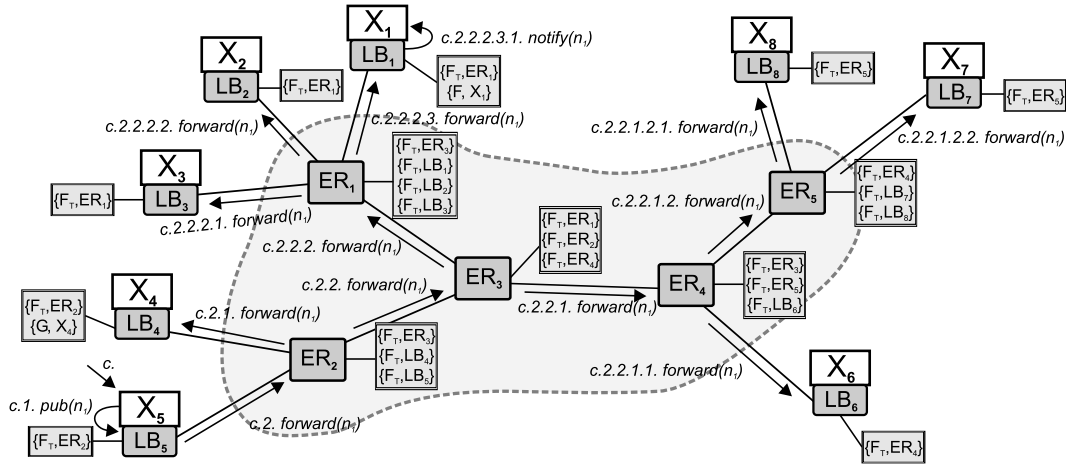 X₁
LB₁
c.2.2.2.3.1. notify(n₁)
{Fₜ,ER₁}
{F, X₁}
X₂
LB₂
{Fₜ,ER₁}
c.2.2.2.2. forward(n₁)
c.2.2.2.3. forward(n₁)
X₈
LB₈
{Fₜ,ER₅}
X₇
LB₇
{Fₜ,ER₅}
c.2.2.1.2.1. forward(n₁)
c.2.2.1.2.2. forward(n₁)
X₃
LB₃
{Fₜ,ER₁}
c.2.2.2.1. forward(n₁)
ER₁
{Fₜ,ER₃}
{Fₜ,LB₁}
{Fₜ,LB₂}
{Fₜ,LB₃}
ER₅
{Fₜ,ER₄}
{Fₜ,LB₇}
{Fₜ,LB₈}
c.2.2.1.2. forward(n₁)
c.2.2.2. forward(n₁)
{Fₜ,ER₁}
{Fₜ,ER₂}
{Fₜ,ER₄}
ER₃
c.2.2. forward(n₁)
c.2.2.1. forward(n₁)
ER₄
{Fₜ,ER₃}
{Fₜ,ER₅}
{Fₜ,LB₆}
X₄
LB₄
{Fₜ,ER₂}
{G, X₄}
c.2.1. forward(n₁)
ER₂
{Fₜ,ER₃}
{Fₜ,LB₄}
{Fₜ,LB₅}
c.2.2.1.1. forward(n₁)
X₆
LB₆
{Fₜ,ER₄}
c.
c.1. pub(n₁)
X₅
LB₅
{Fₜ,ER₂}
c.2. forward(n₁)